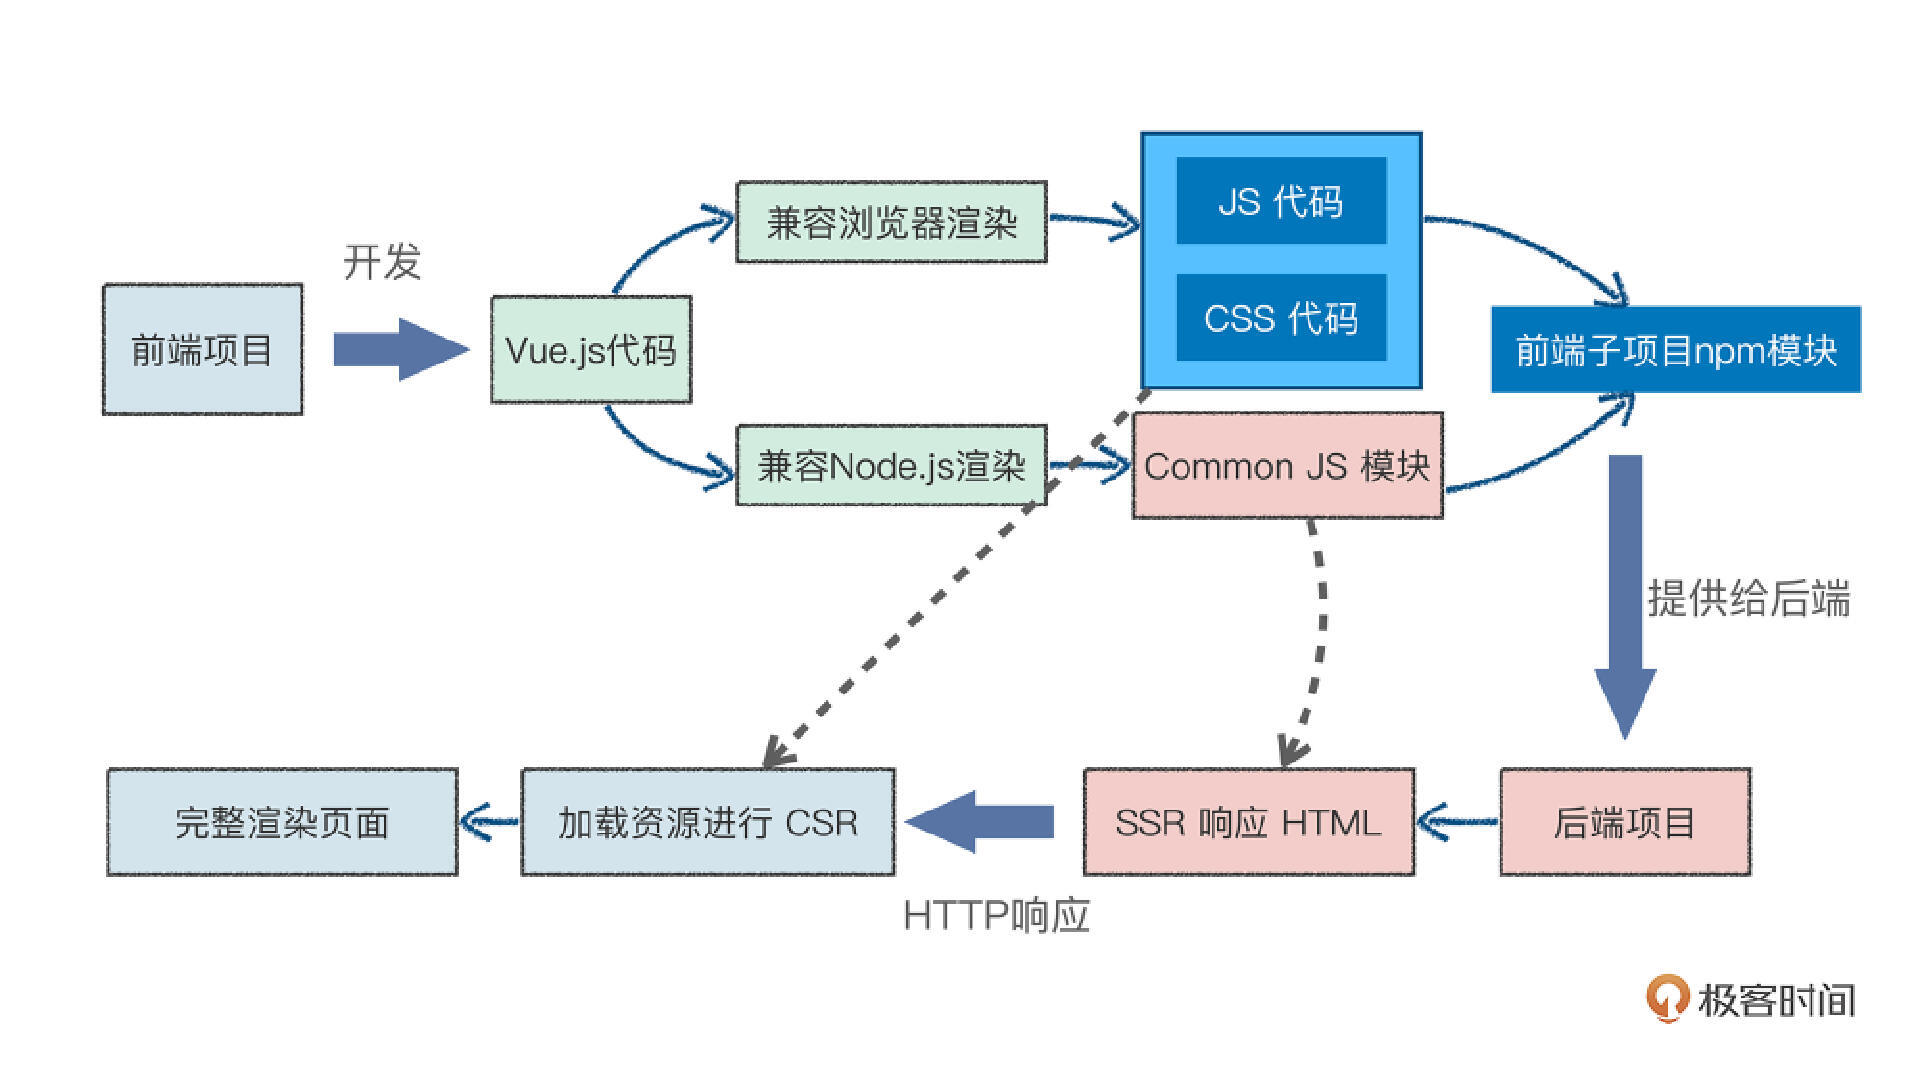 开发
前端项目
Vue.js代码
兼容浏览器渲染
兼容Node.js渲染
JS 代码
CSS 代码
Common JS 模块
前端子项目npm模块
提供给后端
后端项目
SSR 响应 HTML
HTTP响应
加载资源进行 CSR
完整渲染页面
极客时间